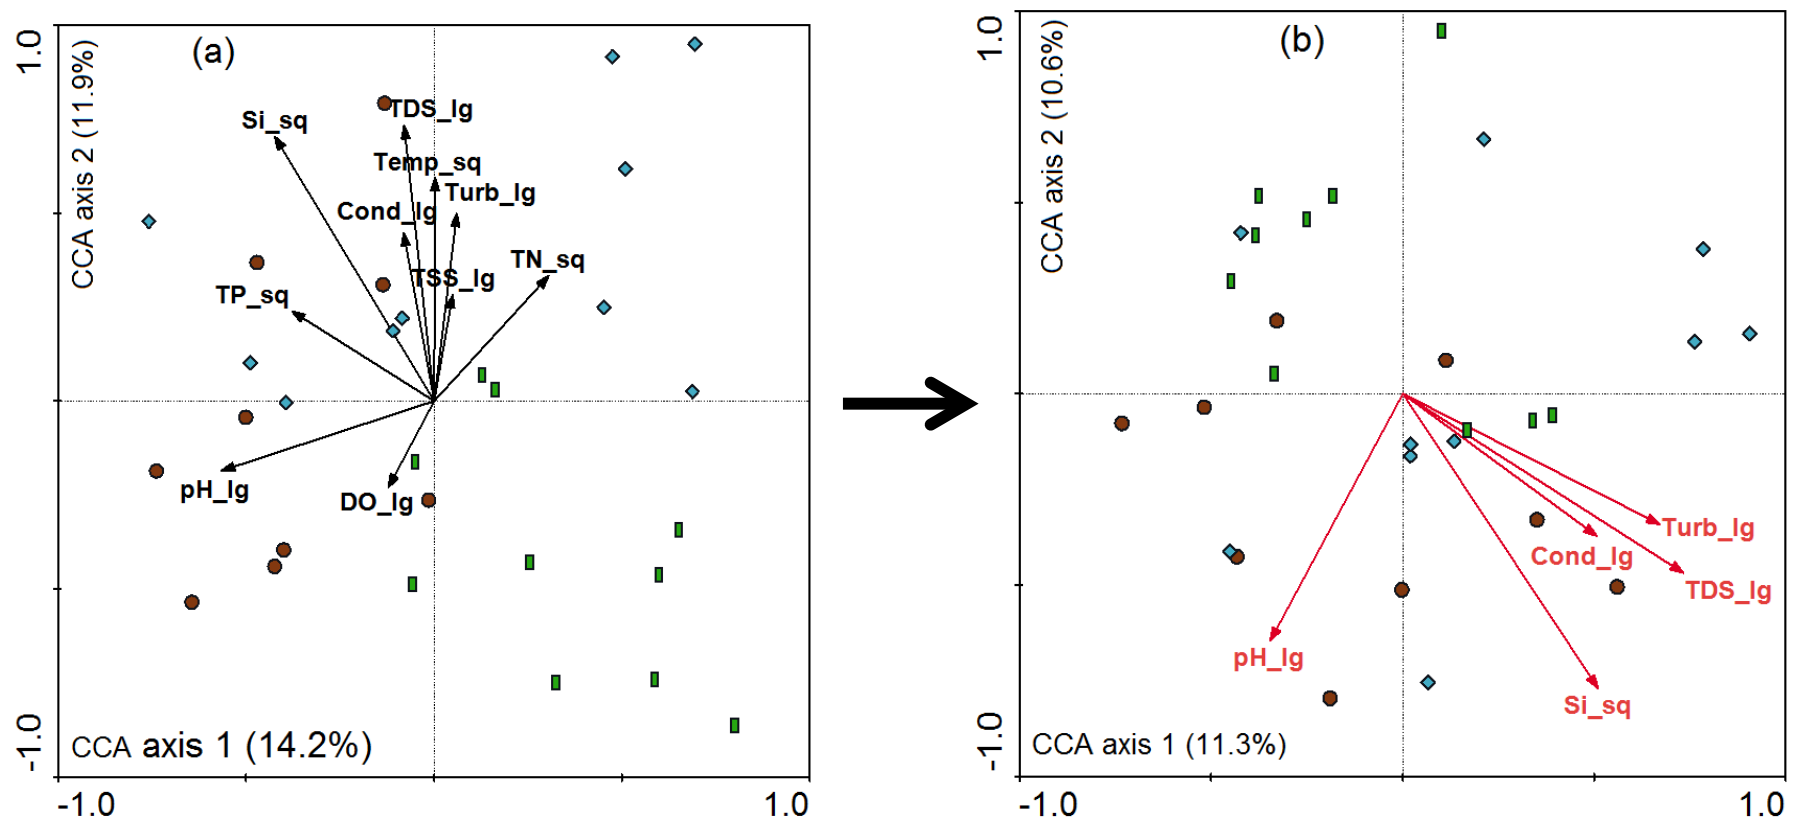 (a)
1.0
CCA axis 2 (11.9%)
TDS_lg
Si_sq
Temp_sq
Turb_lg
Cond_lg
TN_sq
TSS_lg
TP_sq
pH_lg
DO_lg
CCA axis 1 (14.2%)
-1.0
-1.0
1.0
(b)
1.0
CCA axis 2 (10.6%)
Turb_lg
Cond_lg
TDS_lg
pH_lg
Si_sq
CCA axis 1 (11.3%)
-1.0
-1.0
1.0